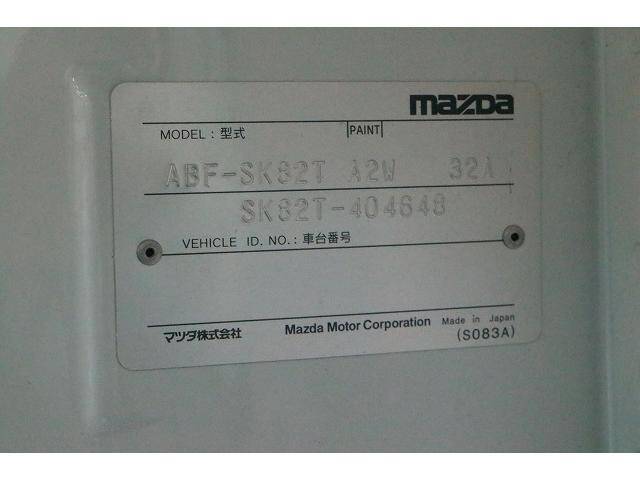 mazda
MODEL : 型式 PAINT
ABF-SK82T A2W 32A
SK82T-404648
VEHICLE ID. NO. : 車台番号
マツダ株式会社 Mazda Motor Corporation Made in Japan
(S083A)